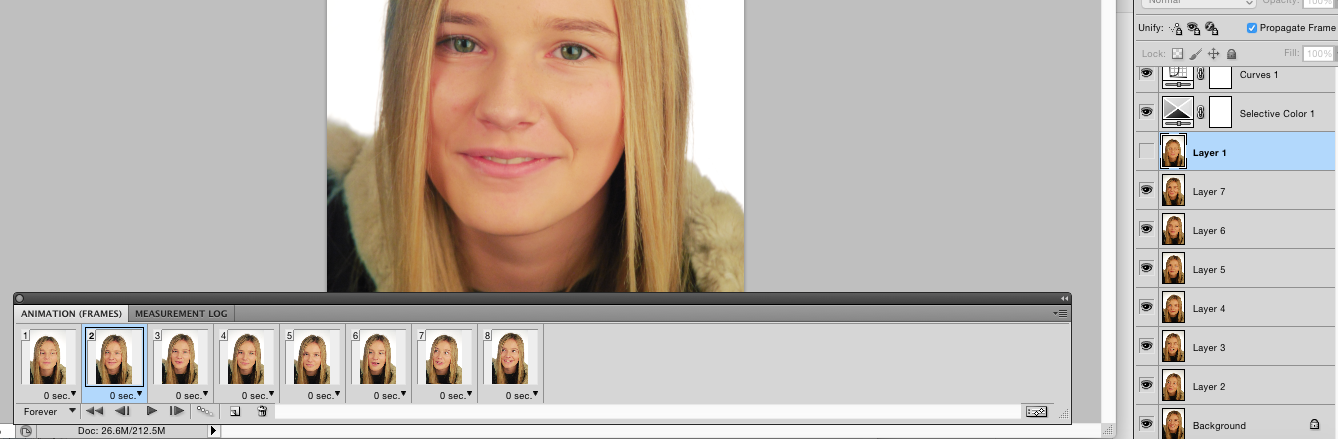 Normal Opacity: 100%
Unify: Propagate Frame
Lock: Fill: 100%
Curves 1
Selective Color 1
Layer 1
Layer 7
Layer 6
Layer 5
Layer 4
Layer 3
Layer 2
Background
ANIMATION (FRAMES) MEASUREMENT LOG
1 2 3 4 5 6 7 8
0 sec. 0 sec. 0 sec. 0 sec. 0 sec. 0 sec. 0 sec. 0 sec.
Forever
Doc: 26.6M/212.5M